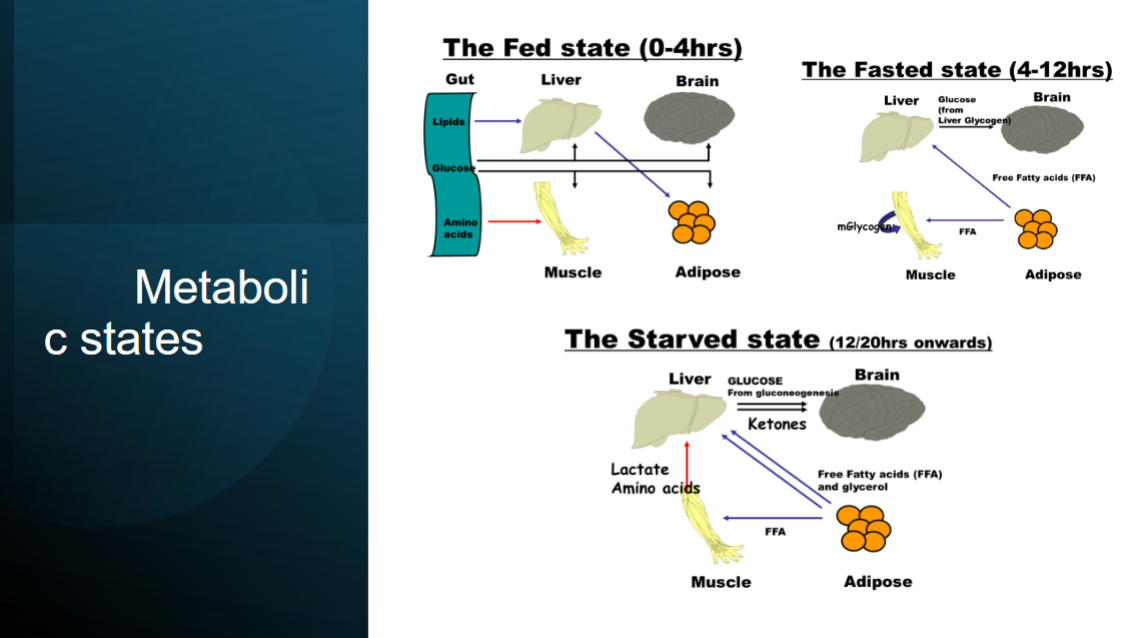 Metaboli
c states
The Fed state (0-4hrs)
Gut
Liver
Brain
Lipids
Glucose
Amino
acids
Muscle
Adipose
The Fasted state (4-12hrs)
Liver
Glucose
(from
Liver Glycogen)
Brain
Free Fatty acids (FFA)
mGlycogen
FFA
Muscle
Adipose
The Starved state (12/20hrs onwards)
Liver
GLUCOSE
From gluconeogenesis
Brain
Ketones
Lactate
Amino acids
Free Fatty acids (FFA)
and glycerol
FFA
Muscle
Adipose